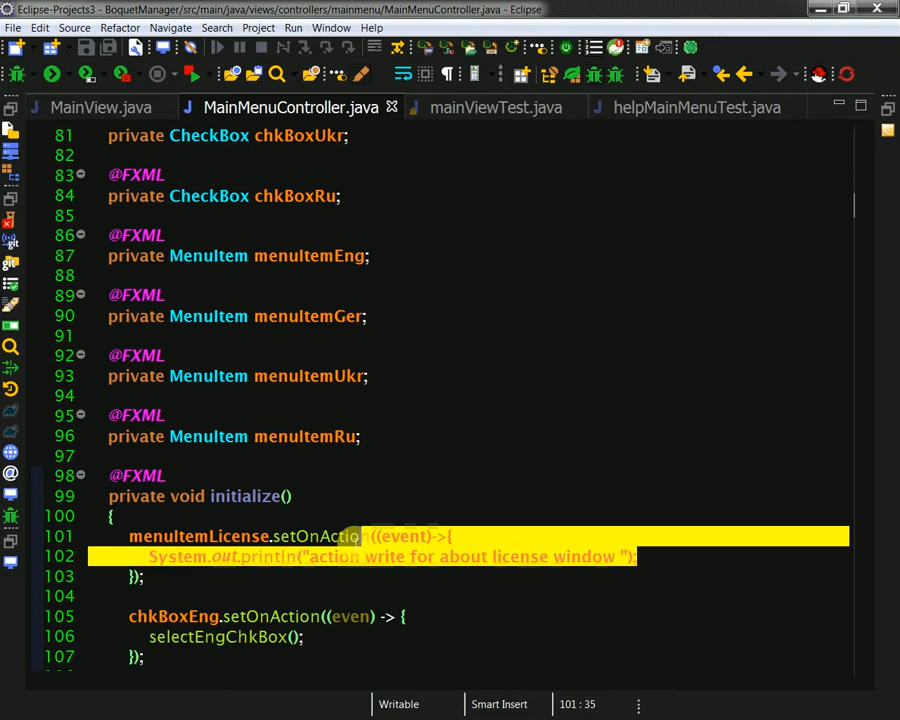 Eclipse-Projects3 - BoquetManager/src/main/java/views/controllers/mainmenu/MainMenuController.java - Eclipse
File Edit Source Refactor Navigate Search Project Run Window Help
MainView.java MainMenuController.java mainViewTest.java helpMainMenuTest.java
81 private CheckBox chkBoxUkr;
82
83 @FXML
84 private CheckBox chkBoxRu;
85
86 @FXML
87 private MenuItem menuItemEng;
88
89 @FXML
90 private MenuItem menuItemGer;
91
92 @FXML
93 private MenuItem menuItemUkr;
94
95 @FXML
96 private MenuItem menuItemRu;
97
98 @FXML
99 private void initialize()
100 {
101 menuItemLicense.setOnAction((event)->{
102 System.out.println("action write for about license window ");
103 });
104
105 chkBoxEng.setOnAction((even) -> {
106 selectEngChkBox();
107 });
Writable Smart Insert 101 : 35